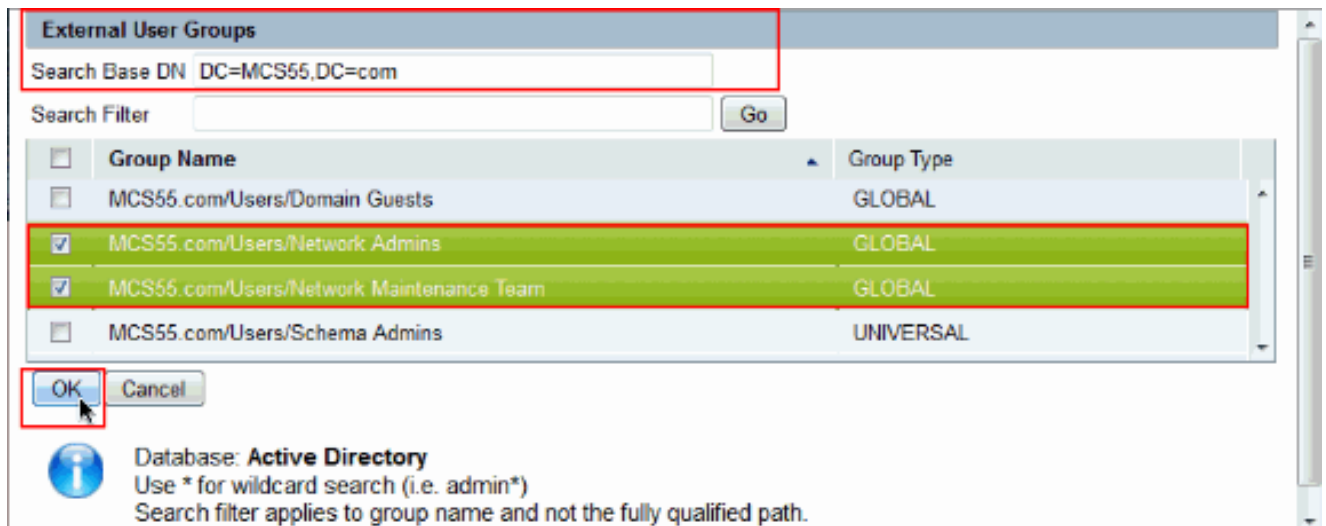 External User Groups
Search Base DN DC=MCS55,DC=com
Search Filter Go
Group Name Group Type
MCS55.com/Users/Domain Guests GLOBAL
MCS55.com/Users/Network Admins GLOBAL
MCS55.com/Users/Network Maintenance Team GLOBAL
MCS55.com/Users/Schema Admins UNIVERSAL
OK Cancel
Database: Active Directory
Use * for wildcard search (i.e. admin*)
Search filter applies to group name and not the fully qualified path.